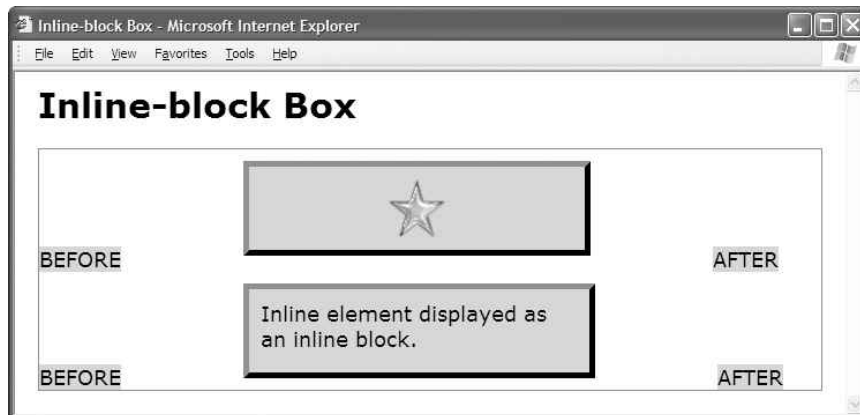 Inline-block Box - Microsoft Internet Explorer
File Edit View Favorites Tools Help
Inline-block Box
BEFORE AFTER
Inline element displayed as
an inline block.
BEFORE AFTER